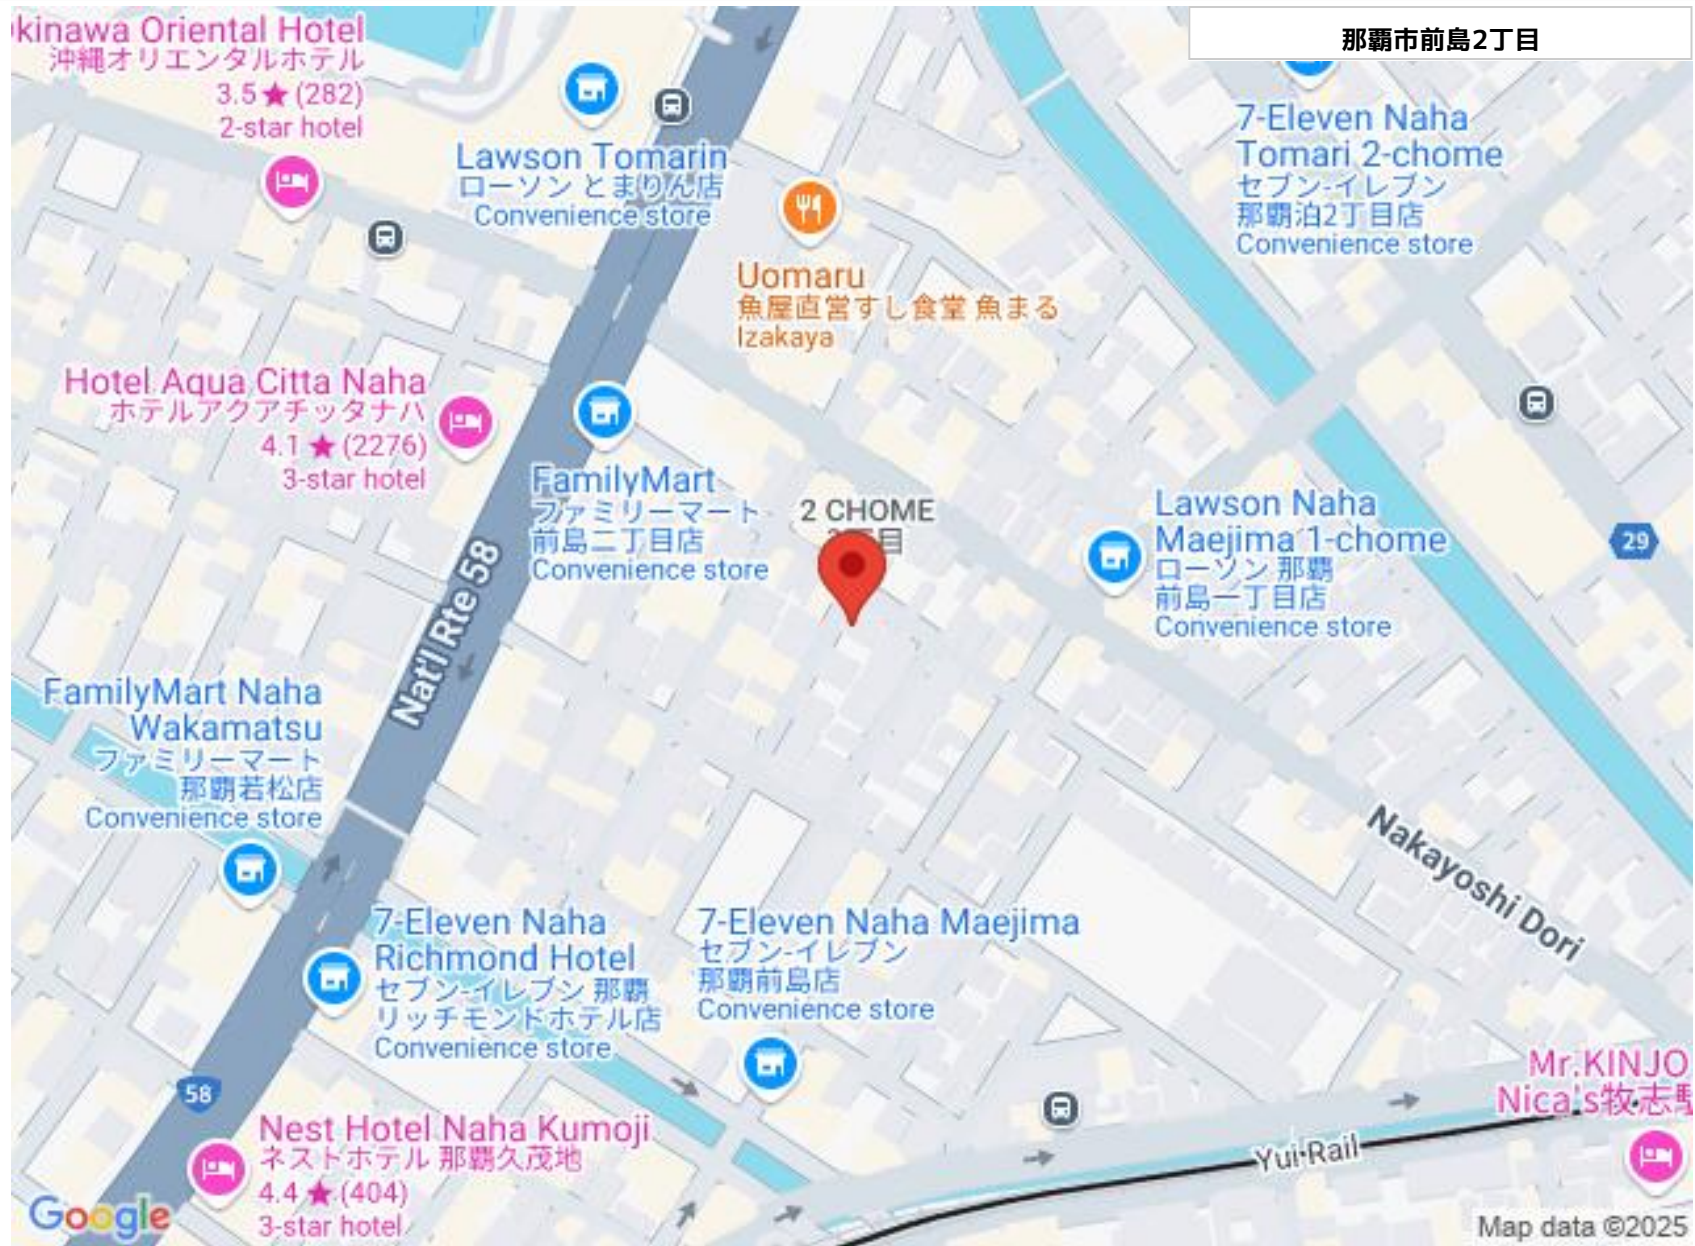 那覇市前島2丁目
kinawa Oriental Hotel
沖縄オリエンタルホテル
3.5 ★ (282)
2-star hotel
Lawson Tomarin
ローソン とまりん店
Convenience store
7-Eleven Naha
Tomari 2-chome
セブン-イレブン
那覇泊2丁目店
Convenience store
Uomaru
魚屋直営すし食堂 魚まる
Izakaya
Hotel Aqua Citta Naha
ホテルアクアチッタナハ
4.1 ★ (2276)
3-star hotel
FamilyMart
ファミリーマート
前島二丁目店
Convenience store
2 CHOME
目
Lawson Naha
Maejima 1-chome
ローソン 那覇
前島一丁目店
Convenience store
29
Nat'l Rte 58
FamilyMart Naha
Wakamatsu
ファミリーマート
那覇若松店
Convenience store
Nakayoshi Dori
7-Eleven Naha
Richmond Hotel
セブン-イレブン 那覇
リッチモンドホテル店
Convenience store
7-Eleven Naha Maejima
セブン-イレブン
那覇前島店
Convenience store
58
Mr.KINJO
Nica's牧志
Yui Rail
Nest Hotel Naha Kumoji
ネストホテル 那覇久茂地
4.4 ★ (404)
3-star hotel
Google
Map data ©2025